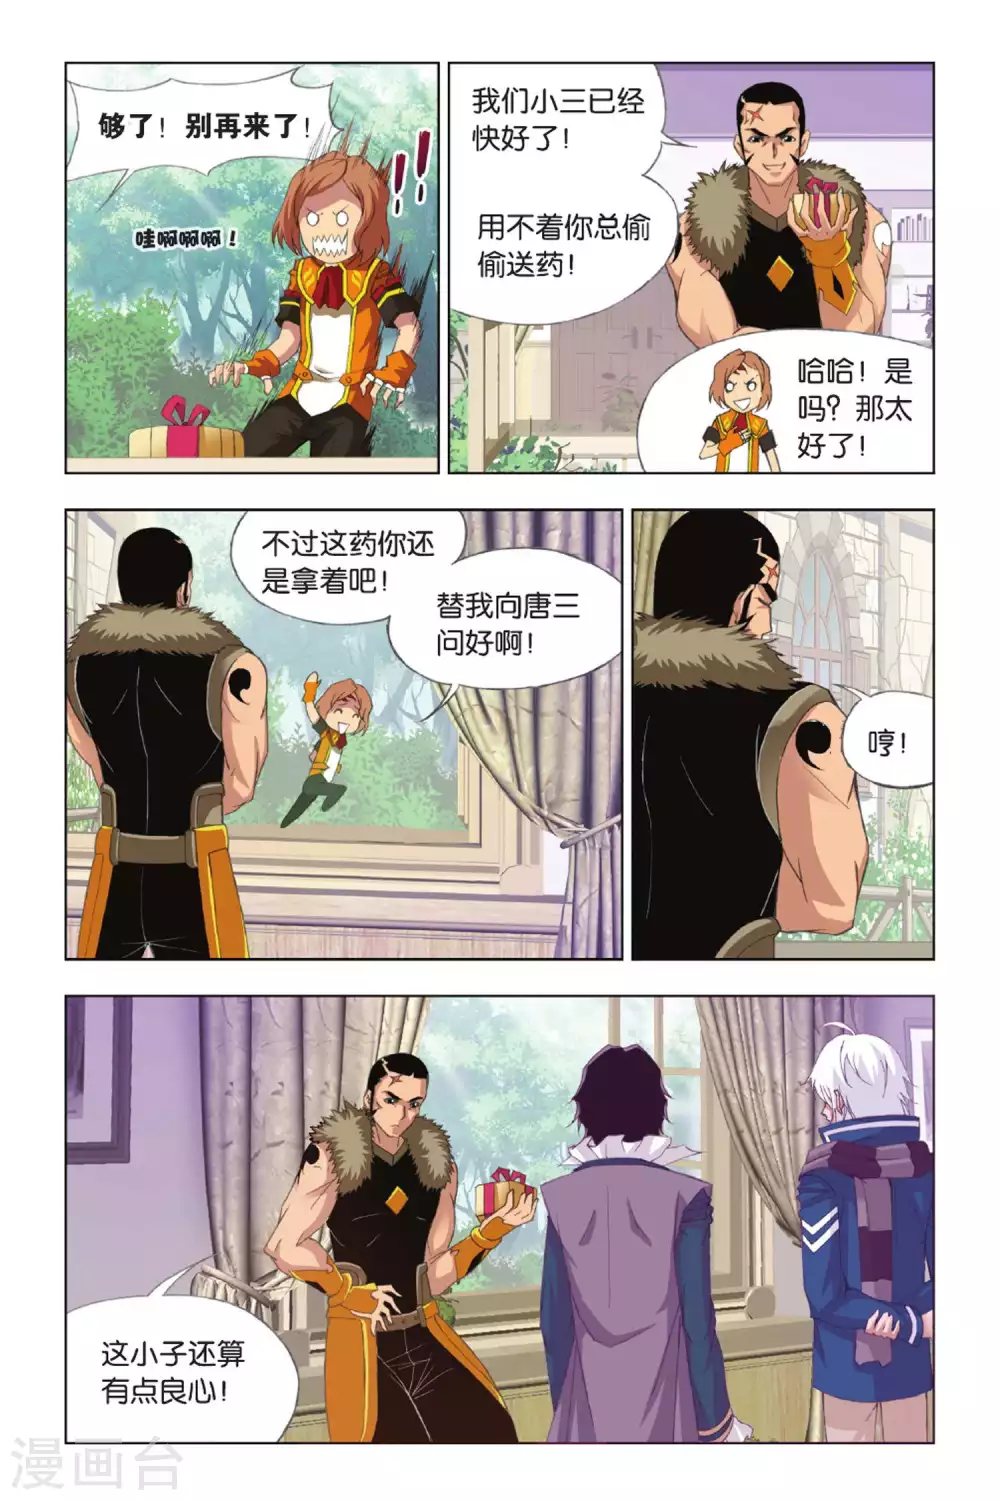 够了！别再来了！
哇啊啊啊！
！！
我们小三已经
快好了！
用不着你总偷
偷送药！
哈哈！是
吗？那太
好了！
不过这药你还
是拿着吧！
替我向唐三
问好啊！
哼！
这小子还算
有点良心！
漫画台